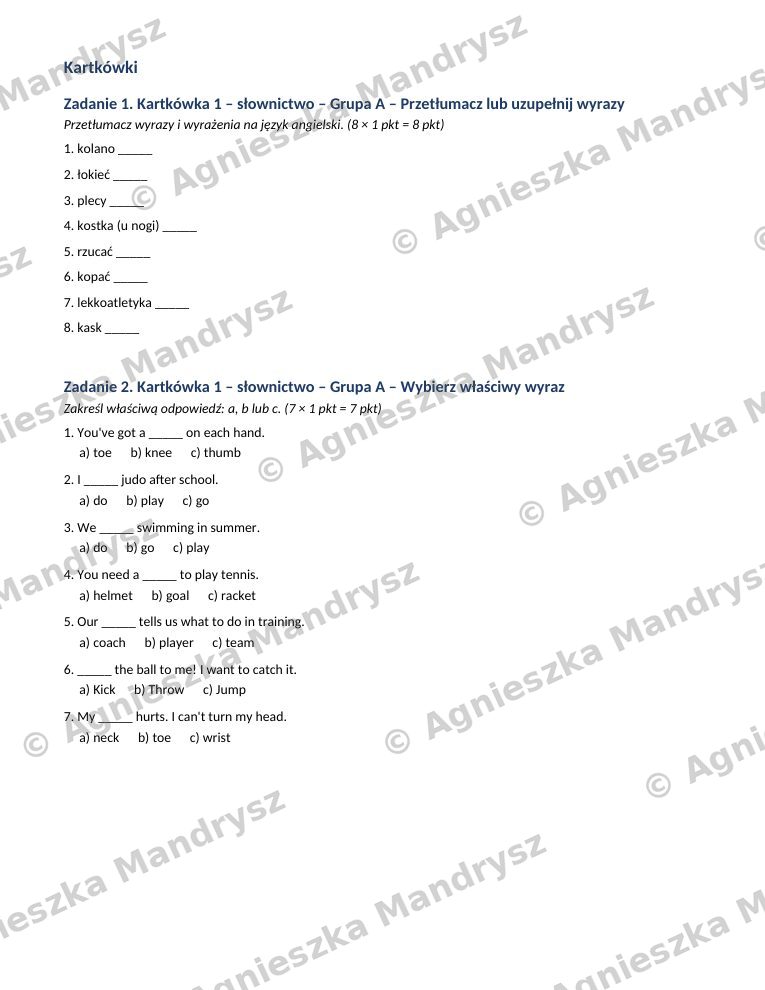 Kartkówki
Zadanie 1. Kartkówka 1 – słownictwo – Grupa A – Przetłumacz lub uzupełnij wyrazy
Przetłumacz wyrazy i wyrażenia na język angielski. (8 × 1 pkt = 8 pkt)
1. kolano _____
2. łokieć _____
3. plecy _____
4. kostka (u nogi) _____
5. rzucać _____
6. kopać _____
7. lekkoatletyka _____
8. kask _____
Zadanie 2. Kartkówka 1 – słownictwo – Grupa A – Wybierz właściwy wyraz
Zakreśl właściwą odpowiedź: a, b lub c. (7 × 1 pkt = 7 pkt)
1. You've got a _____ on each hand.
a) toe b) knee c) thumb
2. I _____ judo after school.
a) do b) play c) go
3. We _____ swimming in summer.
a) do b) go c) play
4. You need a _____ to play tennis.
a) helmet b) goal c) racket
5. Our _____ tells us what to do in training.
a) coach b) player c) team
6. _____ the ball to me! I want to catch it.
a) Kick b) Throw c) Jump
7. My _____ hurts. I can't turn my head.
a) neck b) toe c) wrist
© Agnieszka Mandrysz